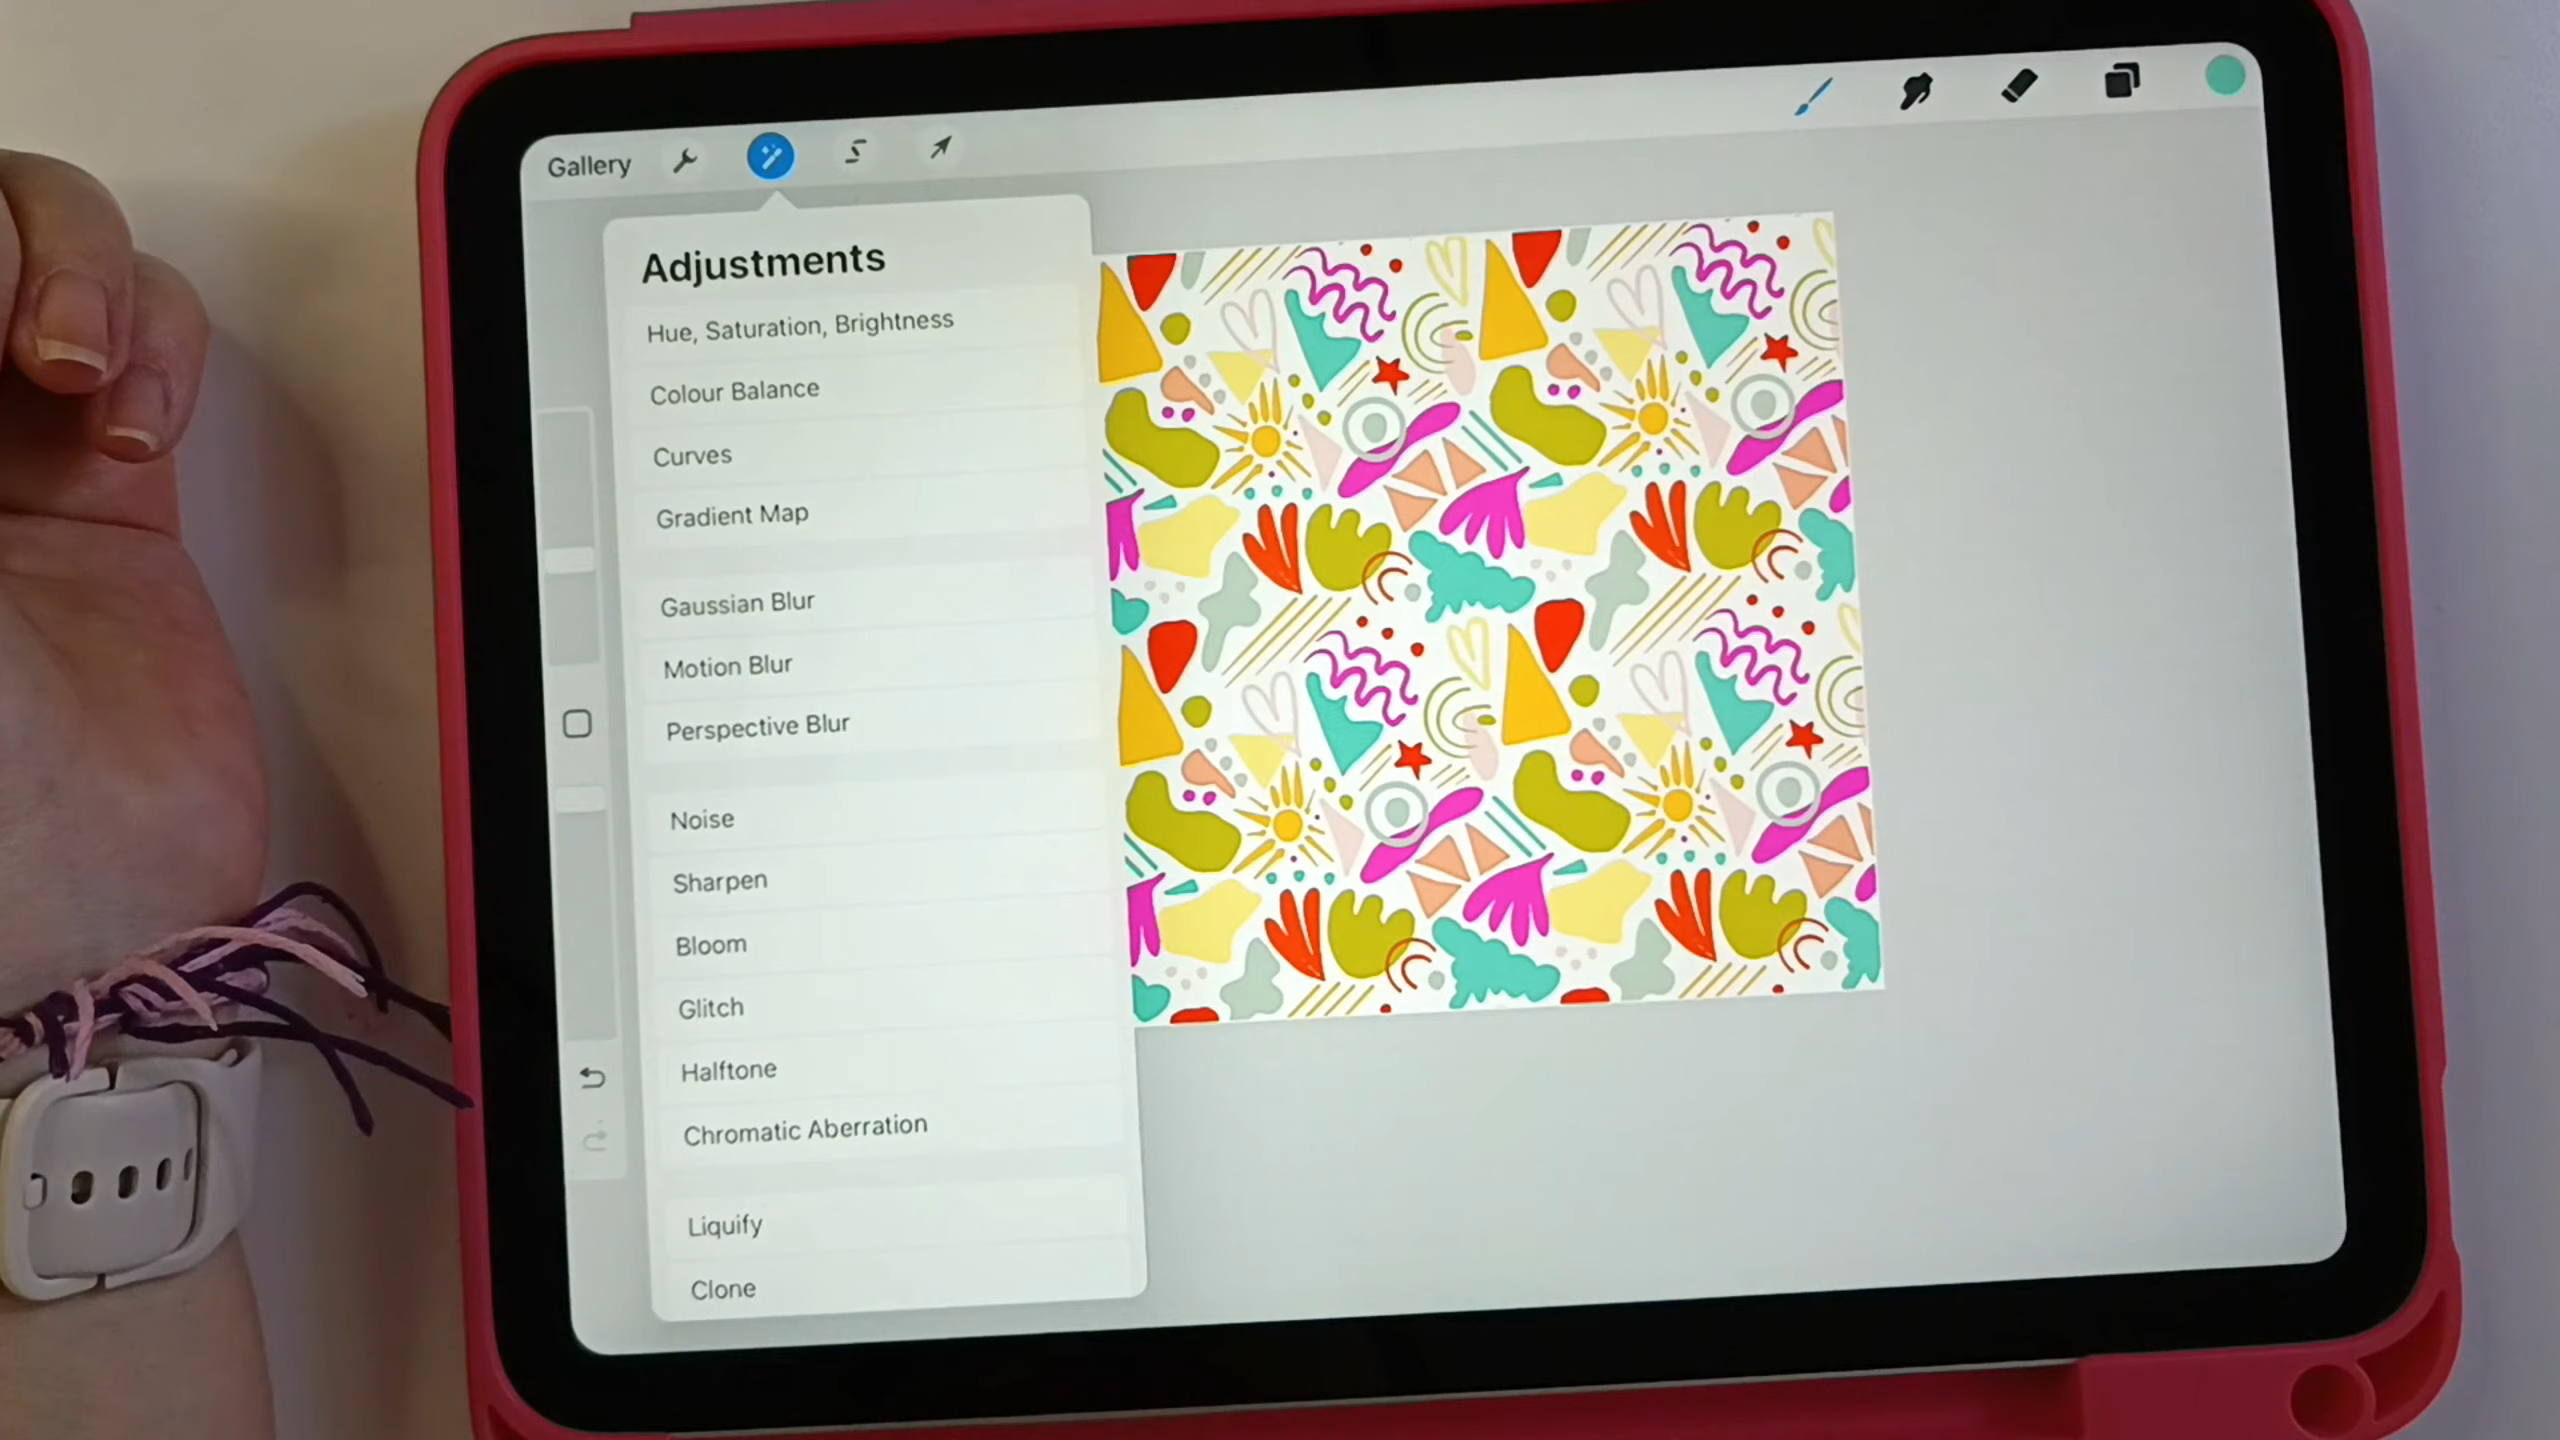 Gallery
Adjustments
Hue, Saturation, Brightness
Colour Balance
Curves
Gradient Map
Gaussian Blur
Motion Blur
Perspective Blur
Noise
Sharpen
Bloom
Glitch
Halftone
Chromatic Aberration
Liquify
Clone